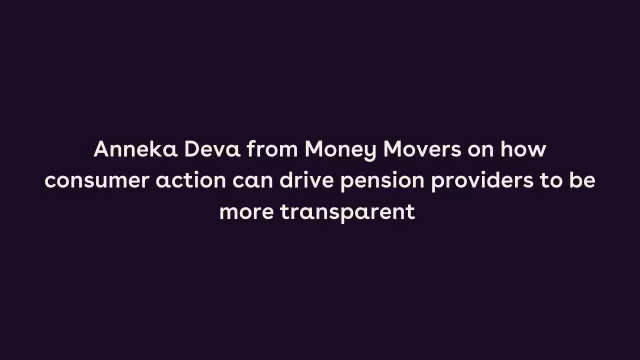 Anneka Deva from Money Movers on how
consumer action can drive pension providers to be
more transparent